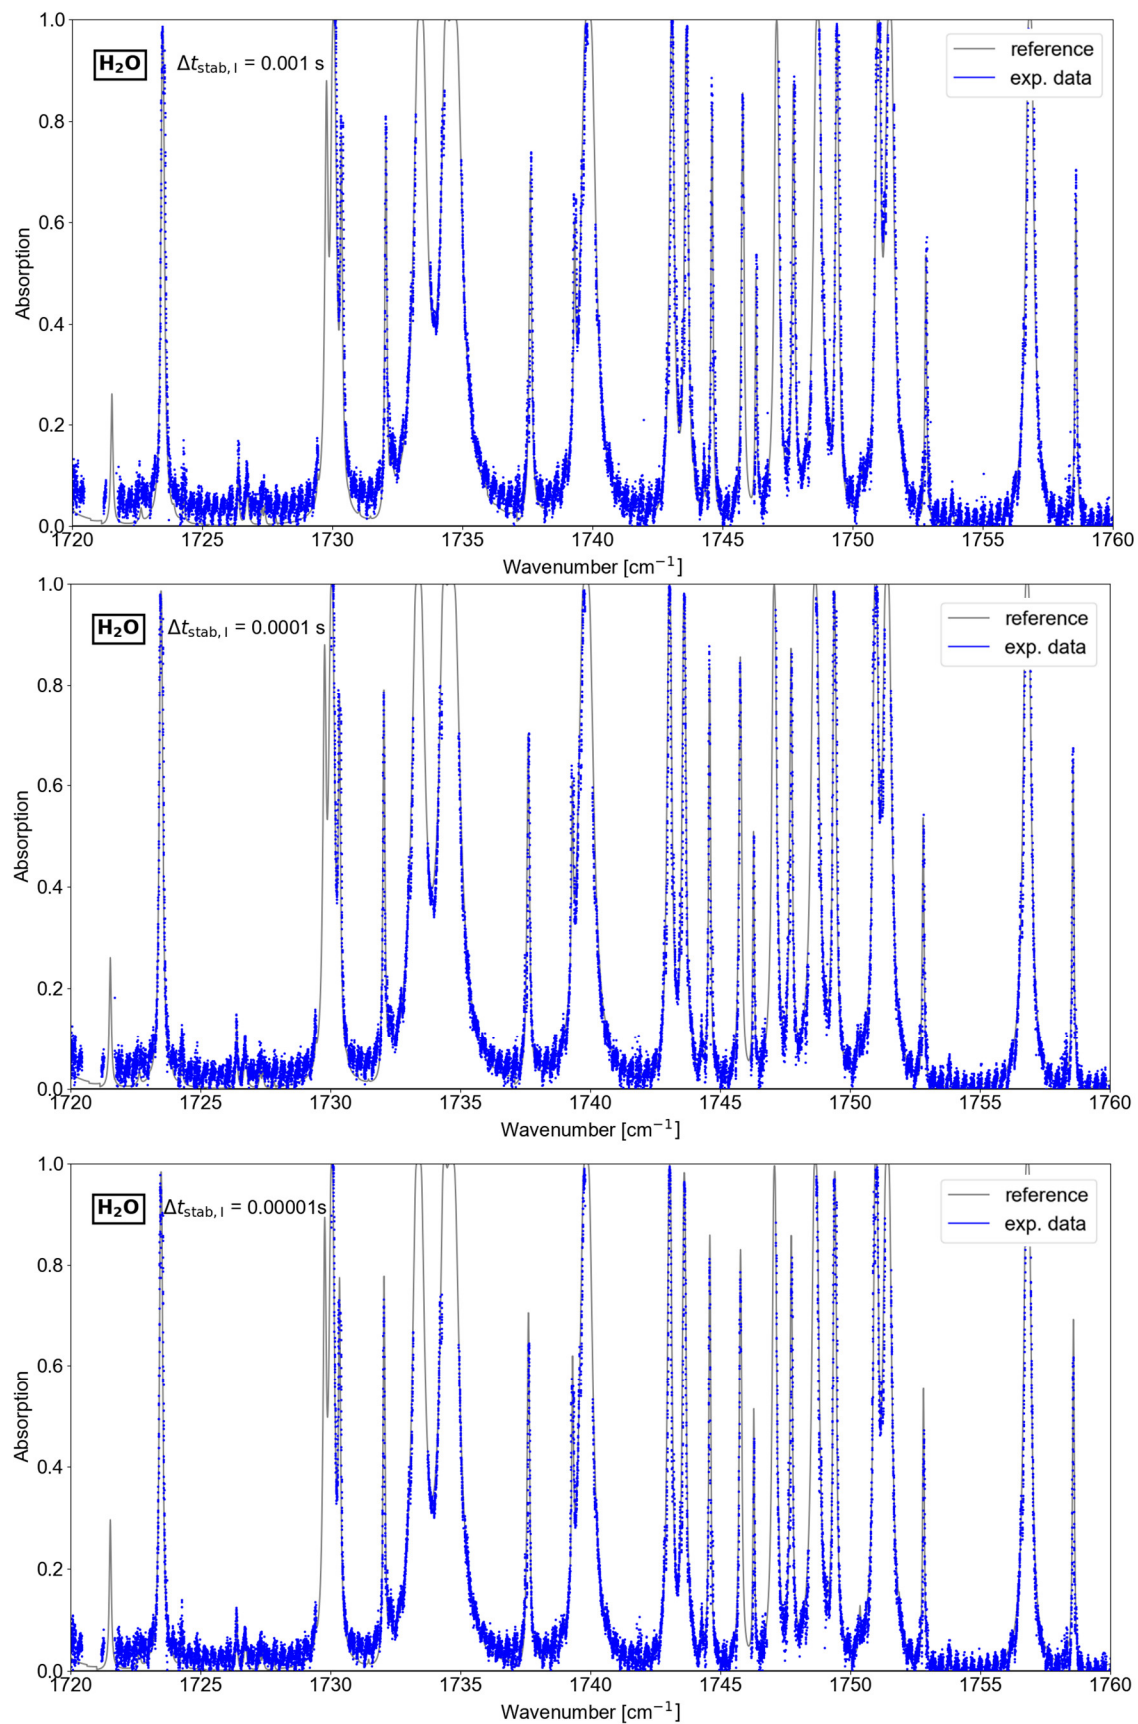 1.0
H₂O
Δt_stab, I = 0.001 s
reference
exp. data
0.8
0.6
Absorption
0.4
0.2
0.0
1720 1725 1730 1735 1740 1745 1750 1755 1760
Wavenumber [cm⁻¹]
1.0
H₂O
Δt_stab, I = 0.0001 s
reference
exp. data
0.8
0.6
Absorption
0.4
0.2
0.0
1720 1725 1730 1735 1740 1745 1750 1755 1760
Wavenumber [cm⁻¹]
1.0
H₂O
Δt_stab, I = 0.00001s
reference
exp. data
0.8
0.6
Absorption
0.4
0.2
0.0
1720 1725 1730 1735 1740 1745 1750 1755 1760
Wavenumber [cm⁻¹]